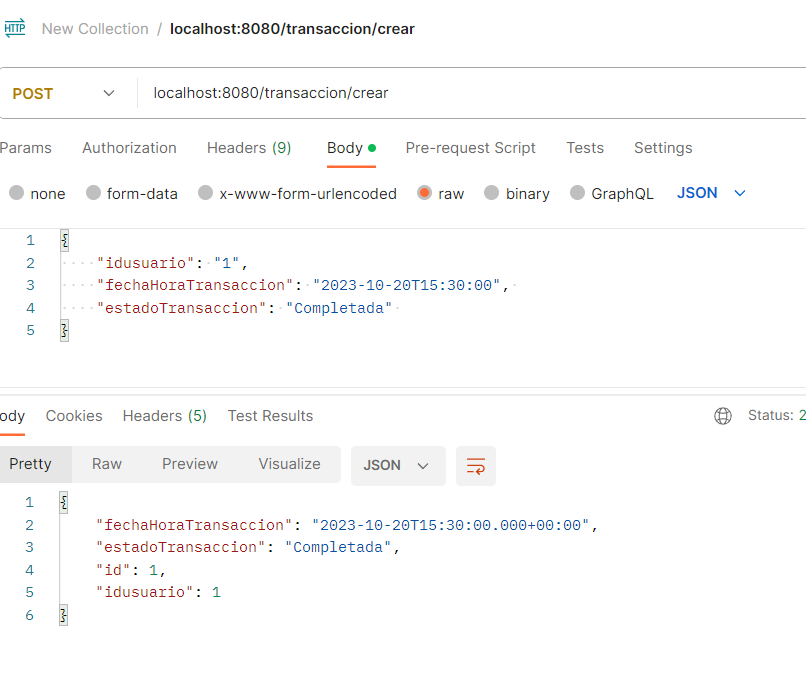 HTTP New Collection / localhost:8080/transaccion/crear
POST localhost:8080/transaccion/crear
Params Authorization Headers (9) Body Pre-request Script Tests Settings
none form-data x-www-form-urlencoded raw binary GraphQL JSON
1 {
2 "idusuario": "1",
3 "fechaHoraTransaccion": "2023-10-20T15:30:00",
4 "estadoTransaccion": "Completada"
5 }
ody Cookies Headers (5) Test Results Status: 2
Pretty Raw Preview Visualize JSON
1 {
2 "fechaHoraTransaccion": "2023-10-20T15:30:00.000+00:00",
3 "estadoTransaccion": "Completada",
4 "id": 1,
5 "idusuario": 1
6 }